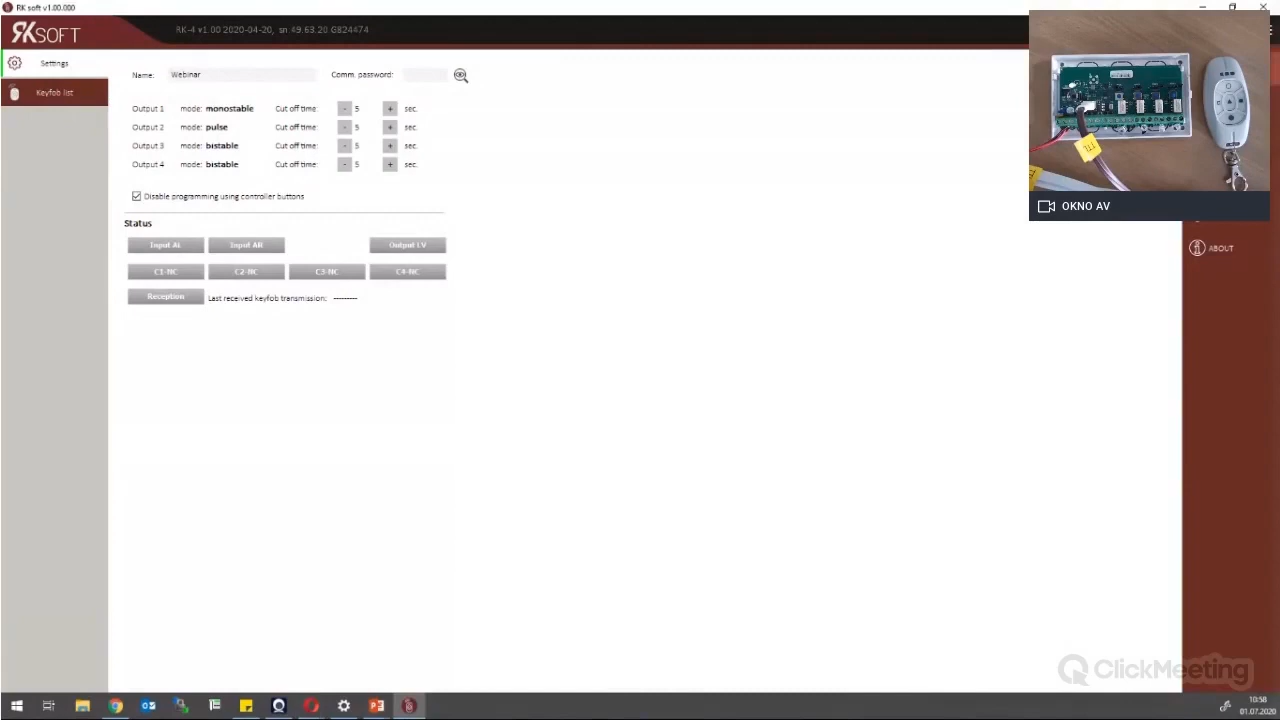 RK soft v1.00.000
RKSOFT
RK-4 v1.00 2020-04-20, sn 49.63.20 G824474
Settings
Keyfob list
Name: Webinar Comm. password:
Output 1 mode: monostable Cut off time: - 5 + sec.
Output 2 mode: pulse Cut off time: - 5 + sec.
Output 3 mode: bistable Cut off time: - 5 + sec.
Output 4 mode: bistable Cut off time: - 5 + sec.
Disable programming using controller buttons
Status
Input AC Input AR Output LV
C1-NC C2-NC C3-NC C4-NC
Reception Last received keyfob transmission: ---------
TTL
OKNO AV
ABOUT
ClickMeeting
10:58
01.07.2020